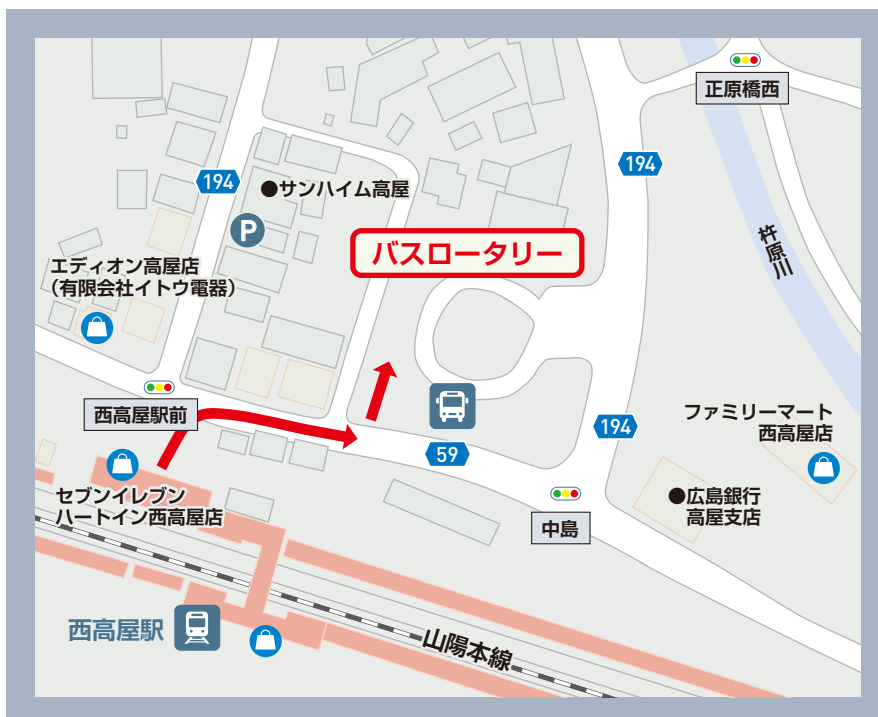 正原橋西
194
194
●サンハイム高屋
P
バスロータリー
杵原川
エディオン高屋店
（有限会社イトウ電器）
西高屋駅前
ファミリーマート
西高屋店
194
59
セブンイレブン
ハートイン西高屋店
●広島銀行
高屋支店
中島
西高屋駅
山陽本線